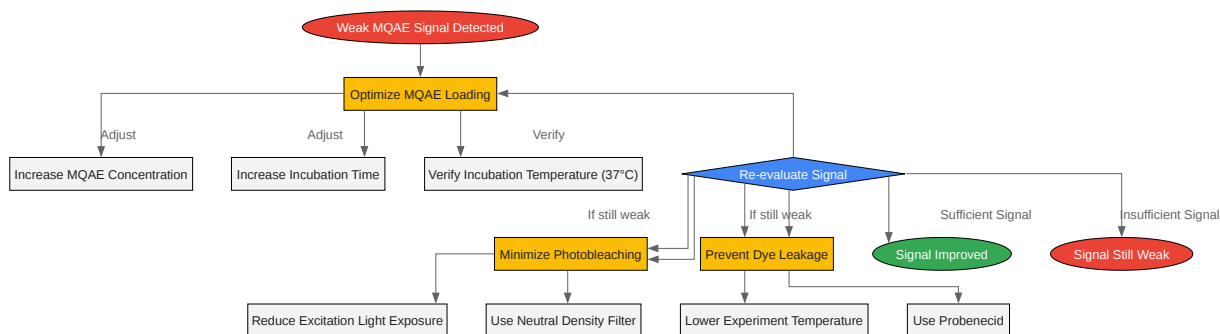 Weak MQAE Signal Detected
Optimize MQAE Loading
Adjust
Adjust
Verify
Increase MQAE Concentration
Increase Incubation Time
Verify Incubation Temperature (37°C)
Re-evaluate Signal
If still weak
If still weak
Sufficient Signal
Insufficient Signal
Minimize Photobleaching
Prevent Dye Leakage
Signal Improved
Signal Still Weak
Reduce Excitation Light Exposure
Use Neutral Density Filter
Lower Experiment Temperature
Use Probenecid